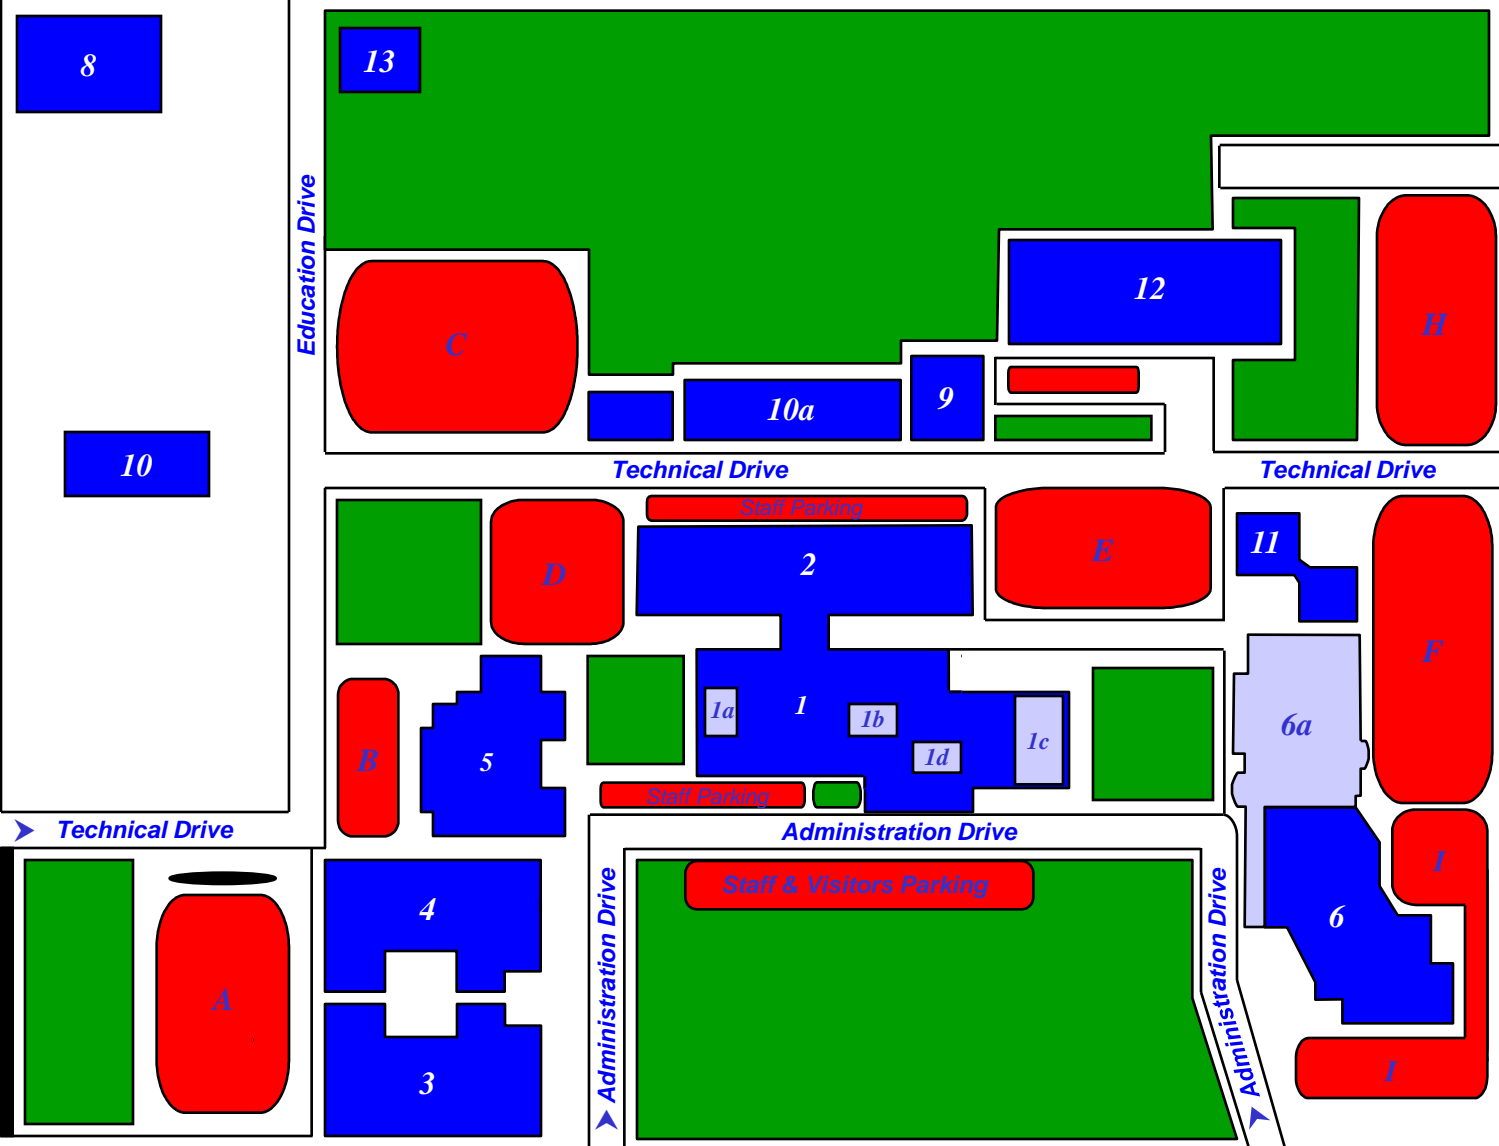 8
13
Education Drive
12
H
C
10a
9
10
Technical Drive
Technical Drive
Staff Parking
11
2
E
D
F
1
1a
1b
1c
1d
6a
5
B
Staff Parking
Technical Drive
Administration Drive
I
Staff & Visitors Parking
4
6
Administration Drive
Administration Drive
A
3
I